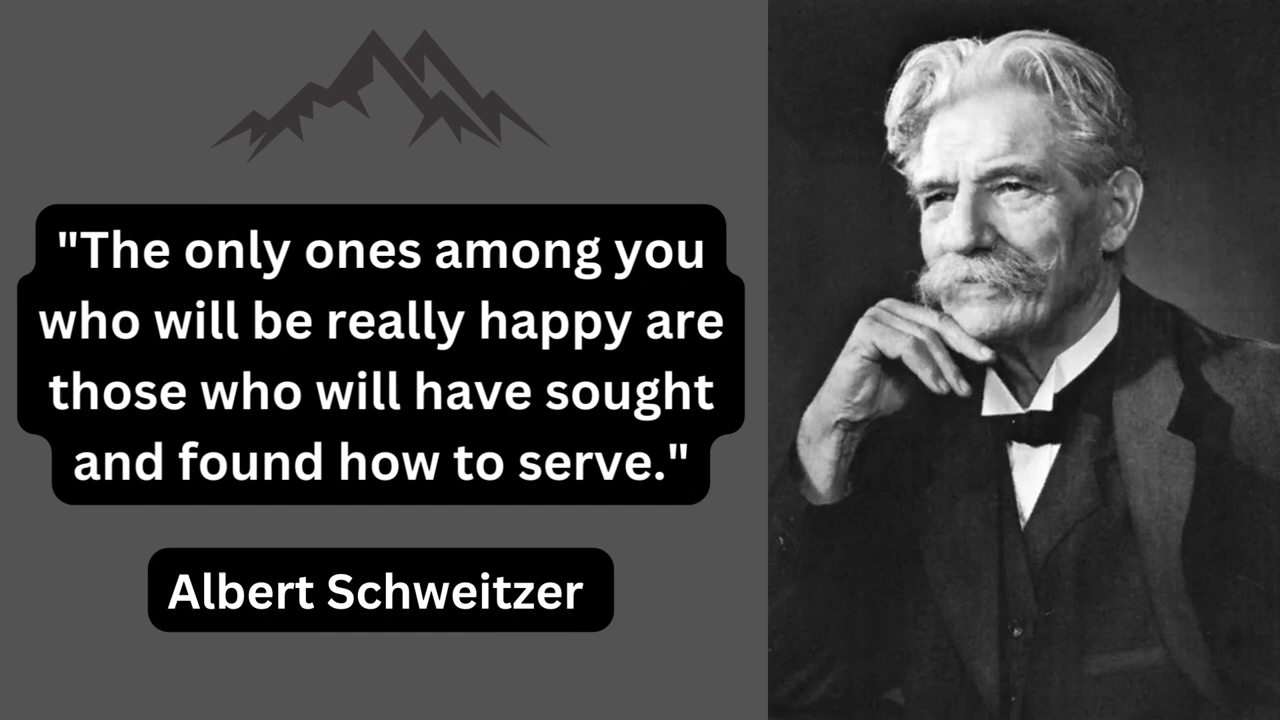 "The only ones among you
who will be really happy are
those who will have sought
and found how to serve."
Albert Schweitzer